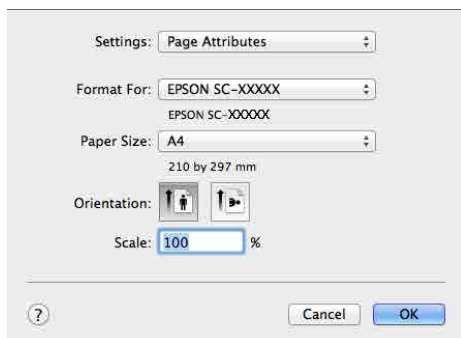 Settings: Page Attributes
Format For: EPSON SC-XXXXX
EPSON SC-XXXXX
Paper Size: A4
210 by 297 mm
Orientation:
Scale: 100 %
? Cancel OK